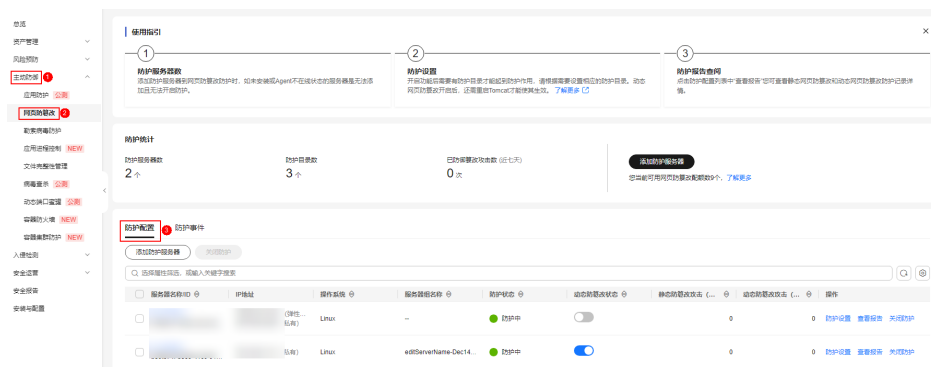 总览
资产管理
风险预防
主动防御 1
应用防护 公测
网页防篡改 2
勒索病毒防护
应用进程控制 NEW
文件完整性管理
病毒查杀 公测
动态端口蜜罐 公测
容器防火墙 NEW
容器集群防护 NEW
入侵检测
安全运营
安全报告
安装与配置
使用指引
1
防护服务器数
添加防护服务器到网页防篡改防护时，如未安装或Agent不在线状态的服务器是无法添
加且无法开启防护。
2
防护设置
开启功能后需要有防护目录才能起到防护作用，请根据需要设置相应的防护目录。动态
网页防篡改开启后，还需重启Tomcat才能使其生效。 了解更多
3
防护报告查阅
点击防护配置列表中“查看报告”您可查看静态网页防篡改和动态网页防篡改防护记录详
情。
防护统计
防护服务器数
2 个
防护目录数
3 个
已防御篡改攻击数 (近七天)
0 次
添加防护服务器
您当前可用网页防篡改配额数9个。 了解更多
防护配置 3 防护事件
添加防护服务器 关闭防护
选择属性筛选，或输入关键字搜索
服务器名称/ID IP地址 操作系统 服务器组名称 防护状态 动态防篡改状态 静态防篡改攻击 (... 动态防篡改攻击 (... 操作
(弹性...
私有) Linux -- 防护中 0 0 防护设置 查看报告 关闭防护
私有) Linux editServerName-Dec14... 防护中 0 0 防护设置 查看报告 关闭防护